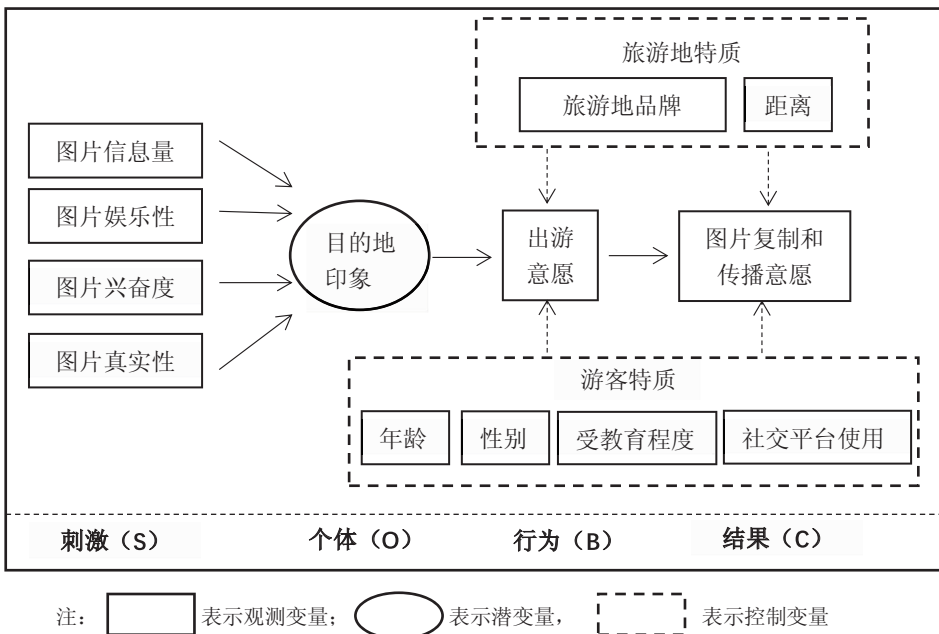 旅游地特质
旅游地品牌
距离
图片信息量
图片娱乐性
图片兴奋度
图片真实性
目的地
印象
出游
意愿
图片复制和
传播意愿
游客特质
年龄
性别
受教育程度
社交平台使用
刺激（S）
个体（O）
行为（B）
结果（C）
注： 表示观测变量； 表示潜变量， 表示控制变量